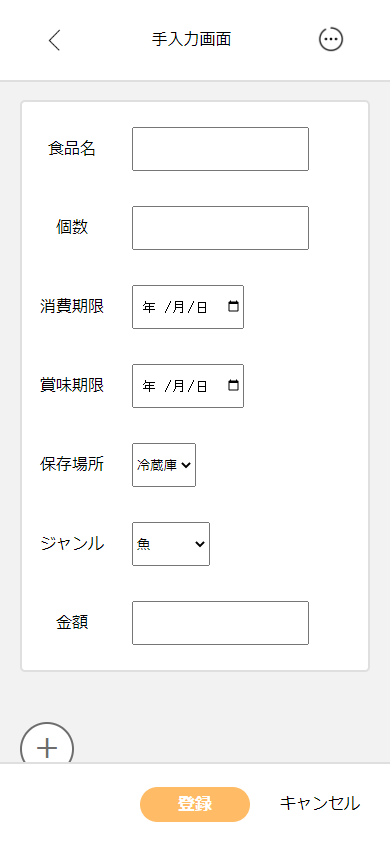 手入力画面
食品名
個数
消費期限 年 /月/日
賞味期限 年 /月/日
保存場所 冷蔵庫
ジャンル 魚
金額
登録 キャンセル